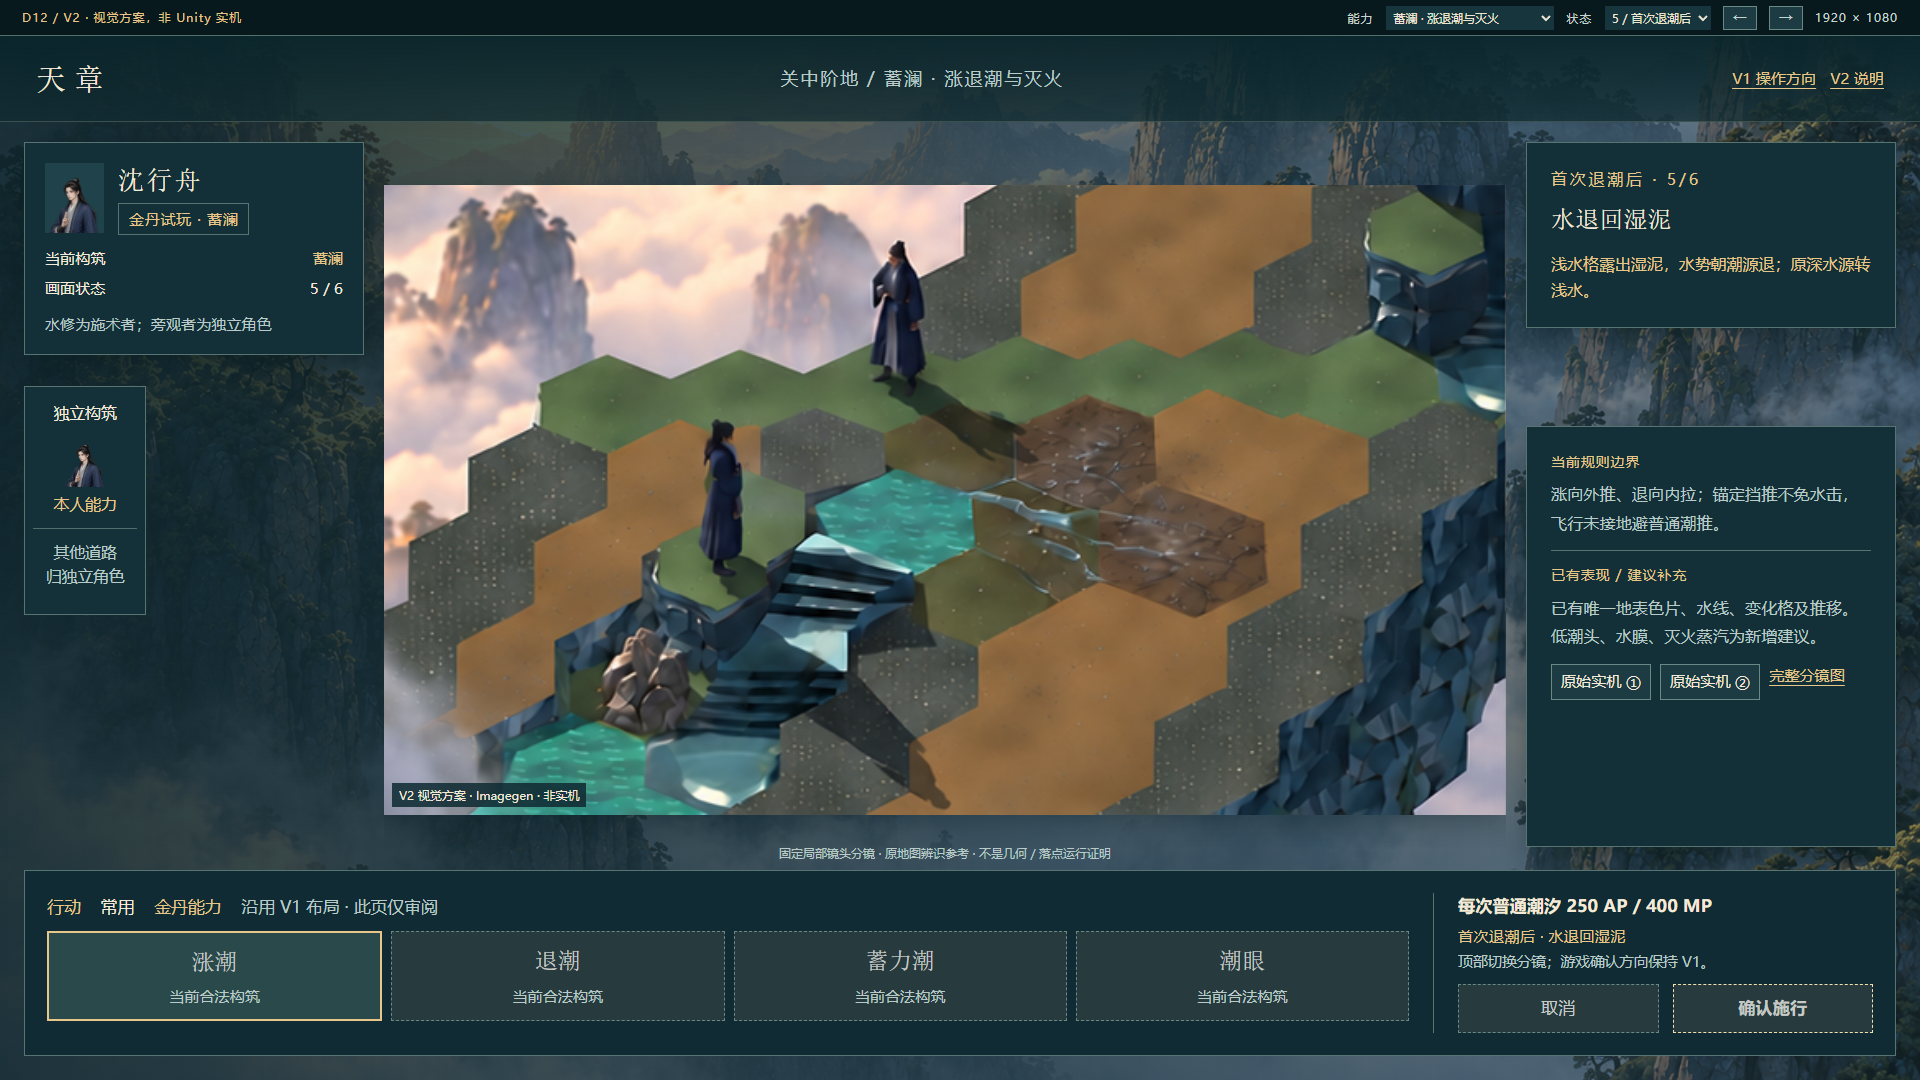 D12 / V2 · 视觉方案，非 Unity 实机
能力
蓄澜 · 涨退潮与灭火
状态
5 / 首次退潮后
←
→
1920 × 1080
天章
关中阶地 / 蓄澜 · 涨退潮与灭火
V1 操作方向
V2 说明
沈行舟
金丹试玩 · 蓄澜
当前构筑
蓄澜
画面状态
5 / 6
水修为施术者；旁观者为独立角色
独立构筑
本人能力
其他道路
归独立角色
V2 视觉方案 · Imagegen · 非实机
固定局部镜头分镜 · 原地图辨识参考 · 不是几何 / 落点运行证明
首次退潮后 · 5/6
水退回湿泥
浅水格露出湿泥，水势朝潮源退；原深水源转
浅水。
当前规则边界
涨向外推、退向内拉；锚定挡推不免水击，
飞行未接地避普通潮推。
已有表现 / 建议补充
已有唯一地表色片、水线、变化格及推移。
低潮头、水膜、灭火蒸汽为新增建议。
原始实机 ①
原始实机 ②
完整分镜图
行动
常用
金丹能力
沿用 V1 布局 · 此页仅审阅
涨潮
当前合法构筑
退潮
当前合法构筑
蓄力潮
当前合法构筑
潮眼
当前合法构筑
每次普通潮汐 250 AP / 400 MP
首次退潮后 · 水退回湿泥
顶部切换分镜；游戏确认方向保持 V1。
取消
确认施行